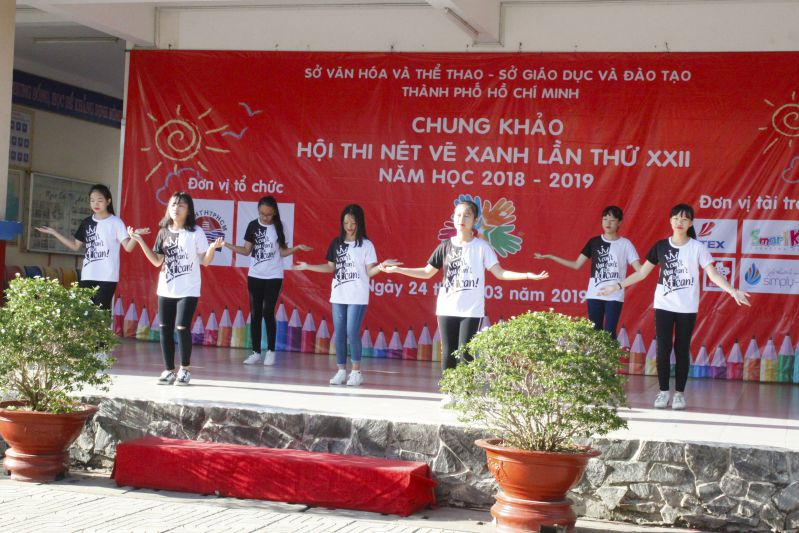 SỞ VĂN HÓA VÀ THỂ THAO - SỞ GIÁO DỤC VÀ ĐÀO TẠO
THÀNH PHỐ HỒ CHÍ MINH
CHUNG KHẢO
HỘI THI NÉT VẼ XANH LẦN THỨ XXII
NĂM HỌC 2018 - 2019
Đơn vị tổ chức
Đơn vị tài tr
Ngày 24 th 03 năm 2019
TEX
Smart K
simply
I can!